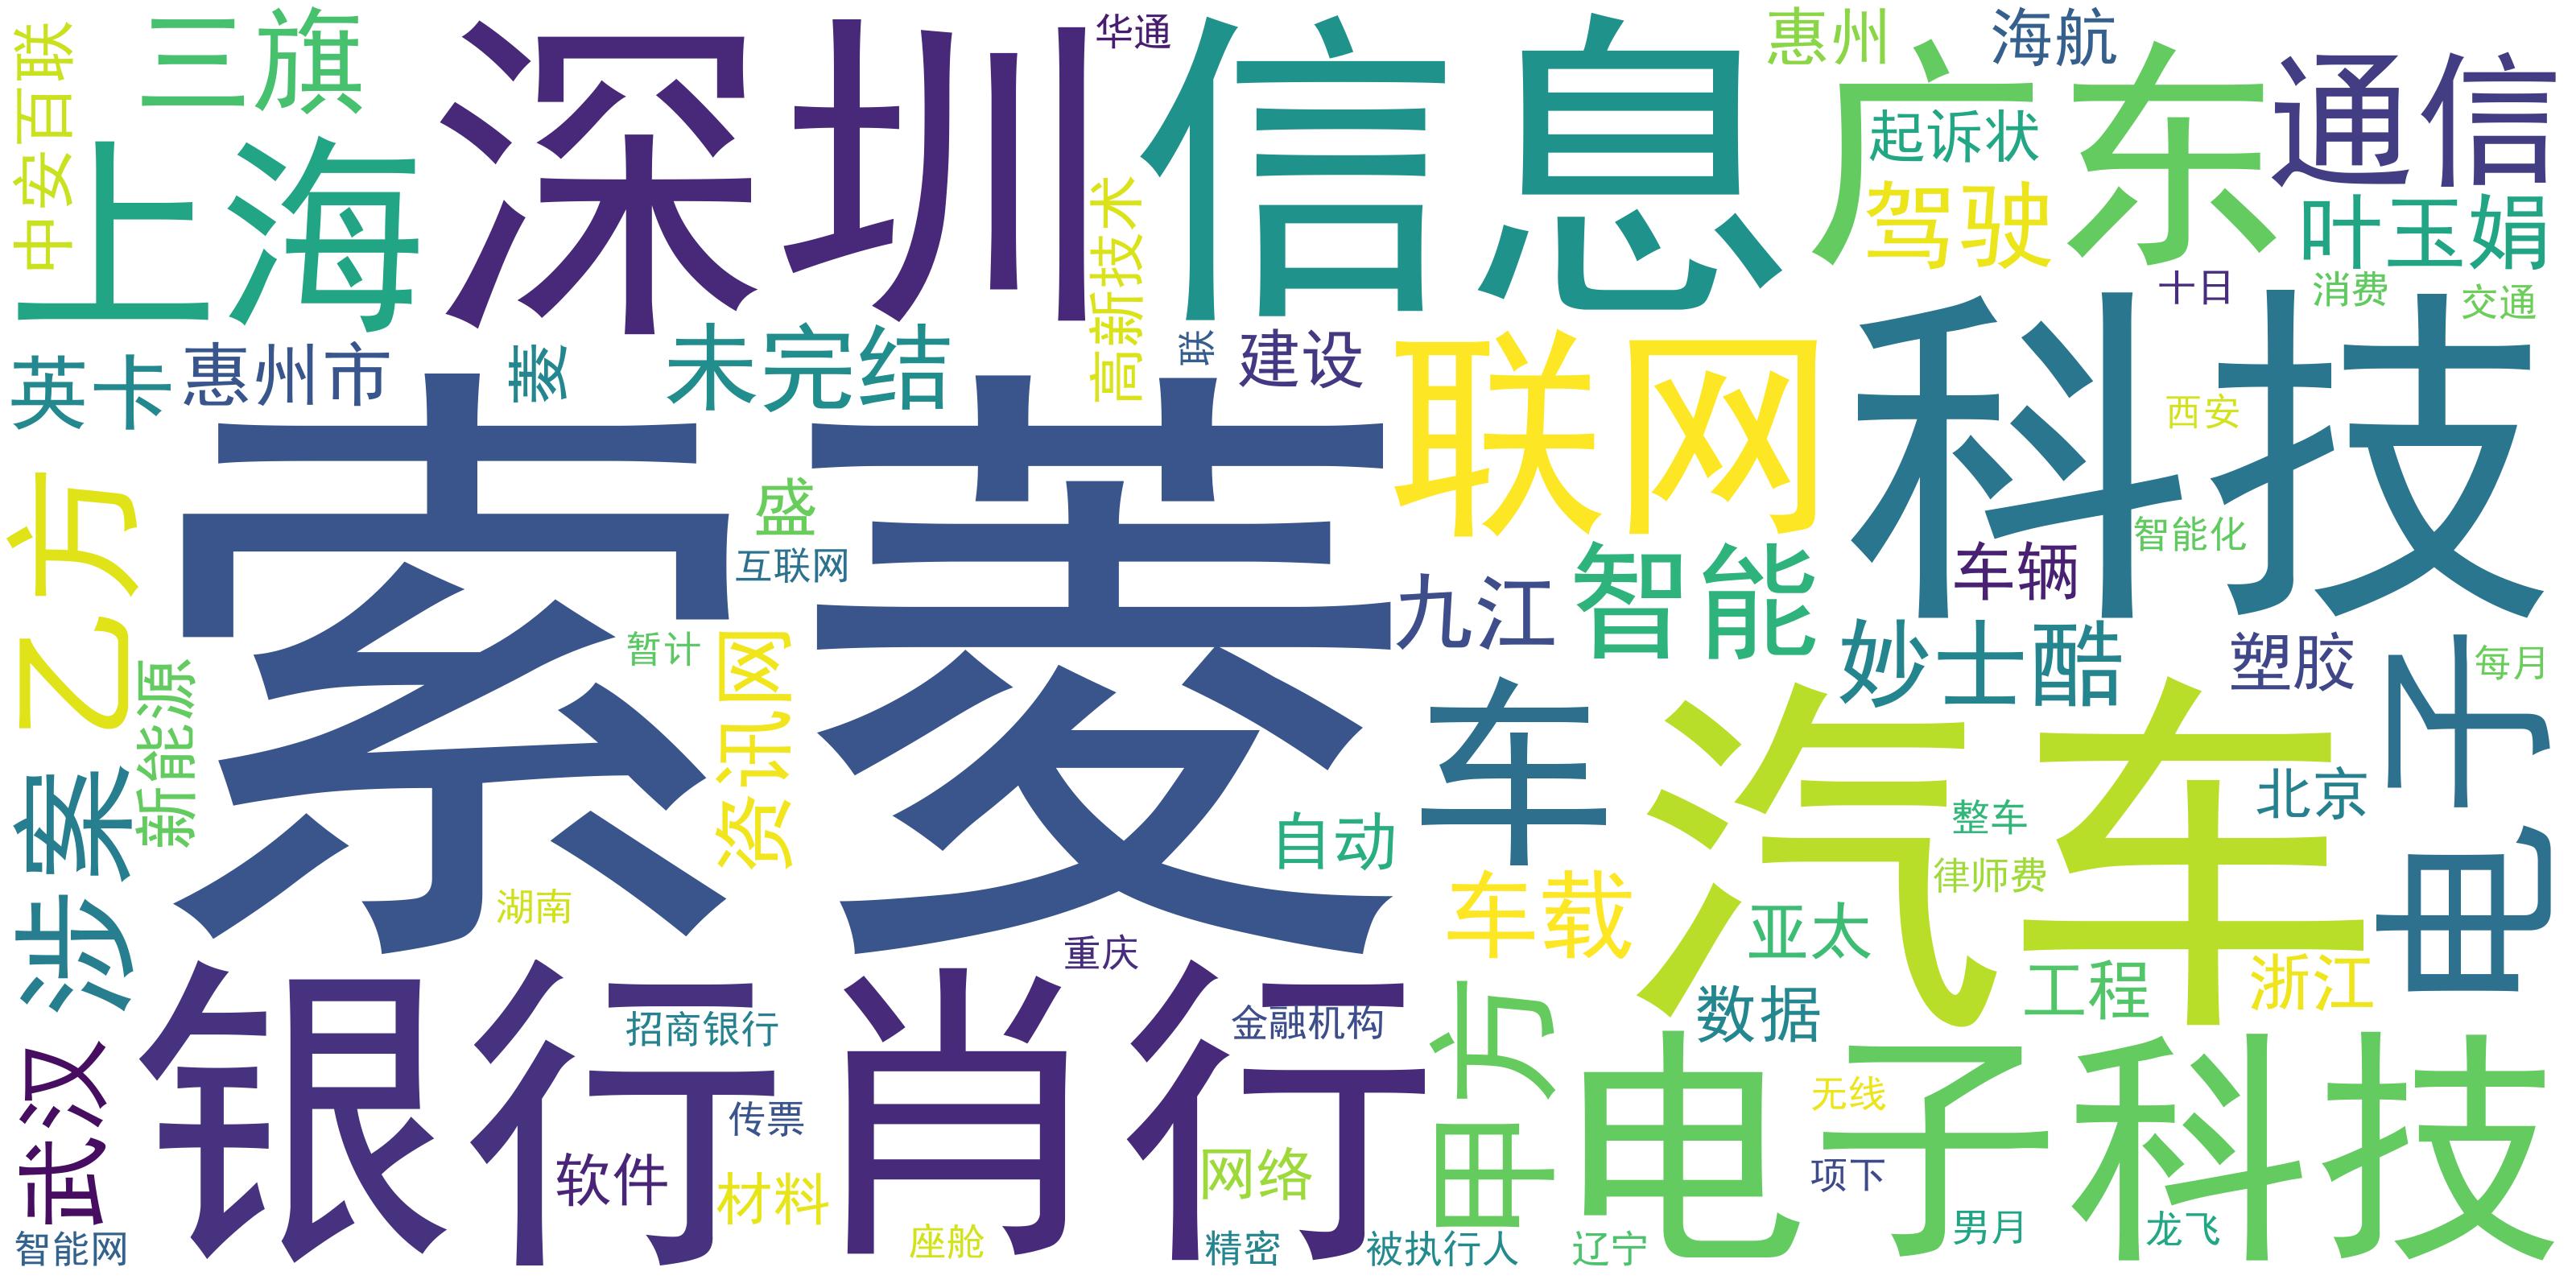 中安百联
三旗
上海
深圳
华通
信息
高新技术
惠州
海航
广东
起诉状
驾驶
通信
叶玉娟
十日
消费
交通
英卡
惠州市
菱
未完结
联
建设
联网
科技
西安
智能化
索菱
盛
互联网
暂计
资讯网
乙方
新能源
涉案
九江
智能
车辆
妙士酷
塑胶
每月
电子
车
汽车
自动
北京
整车
律师费
车载
亚太
工程
浙江
湖南
重庆
数据
武汉
银行
招商银行
肖行
金融机构
甲方
电子科技
无线
项下
男月
龙飞
传票
软件
材料
网络
智能网
座舱
精密
被执行人
辽宁